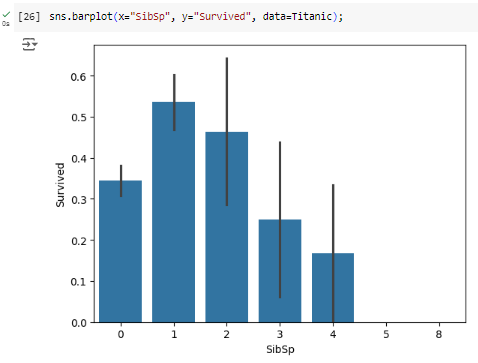 [26] sns.barplot(x="SibSp", y="Survived", data=Titanic);
0s
0.6
0.5
0.4
0.3
0.2
0.1
0.0
Survived
0 1 2 3 4 5 8
SibSp